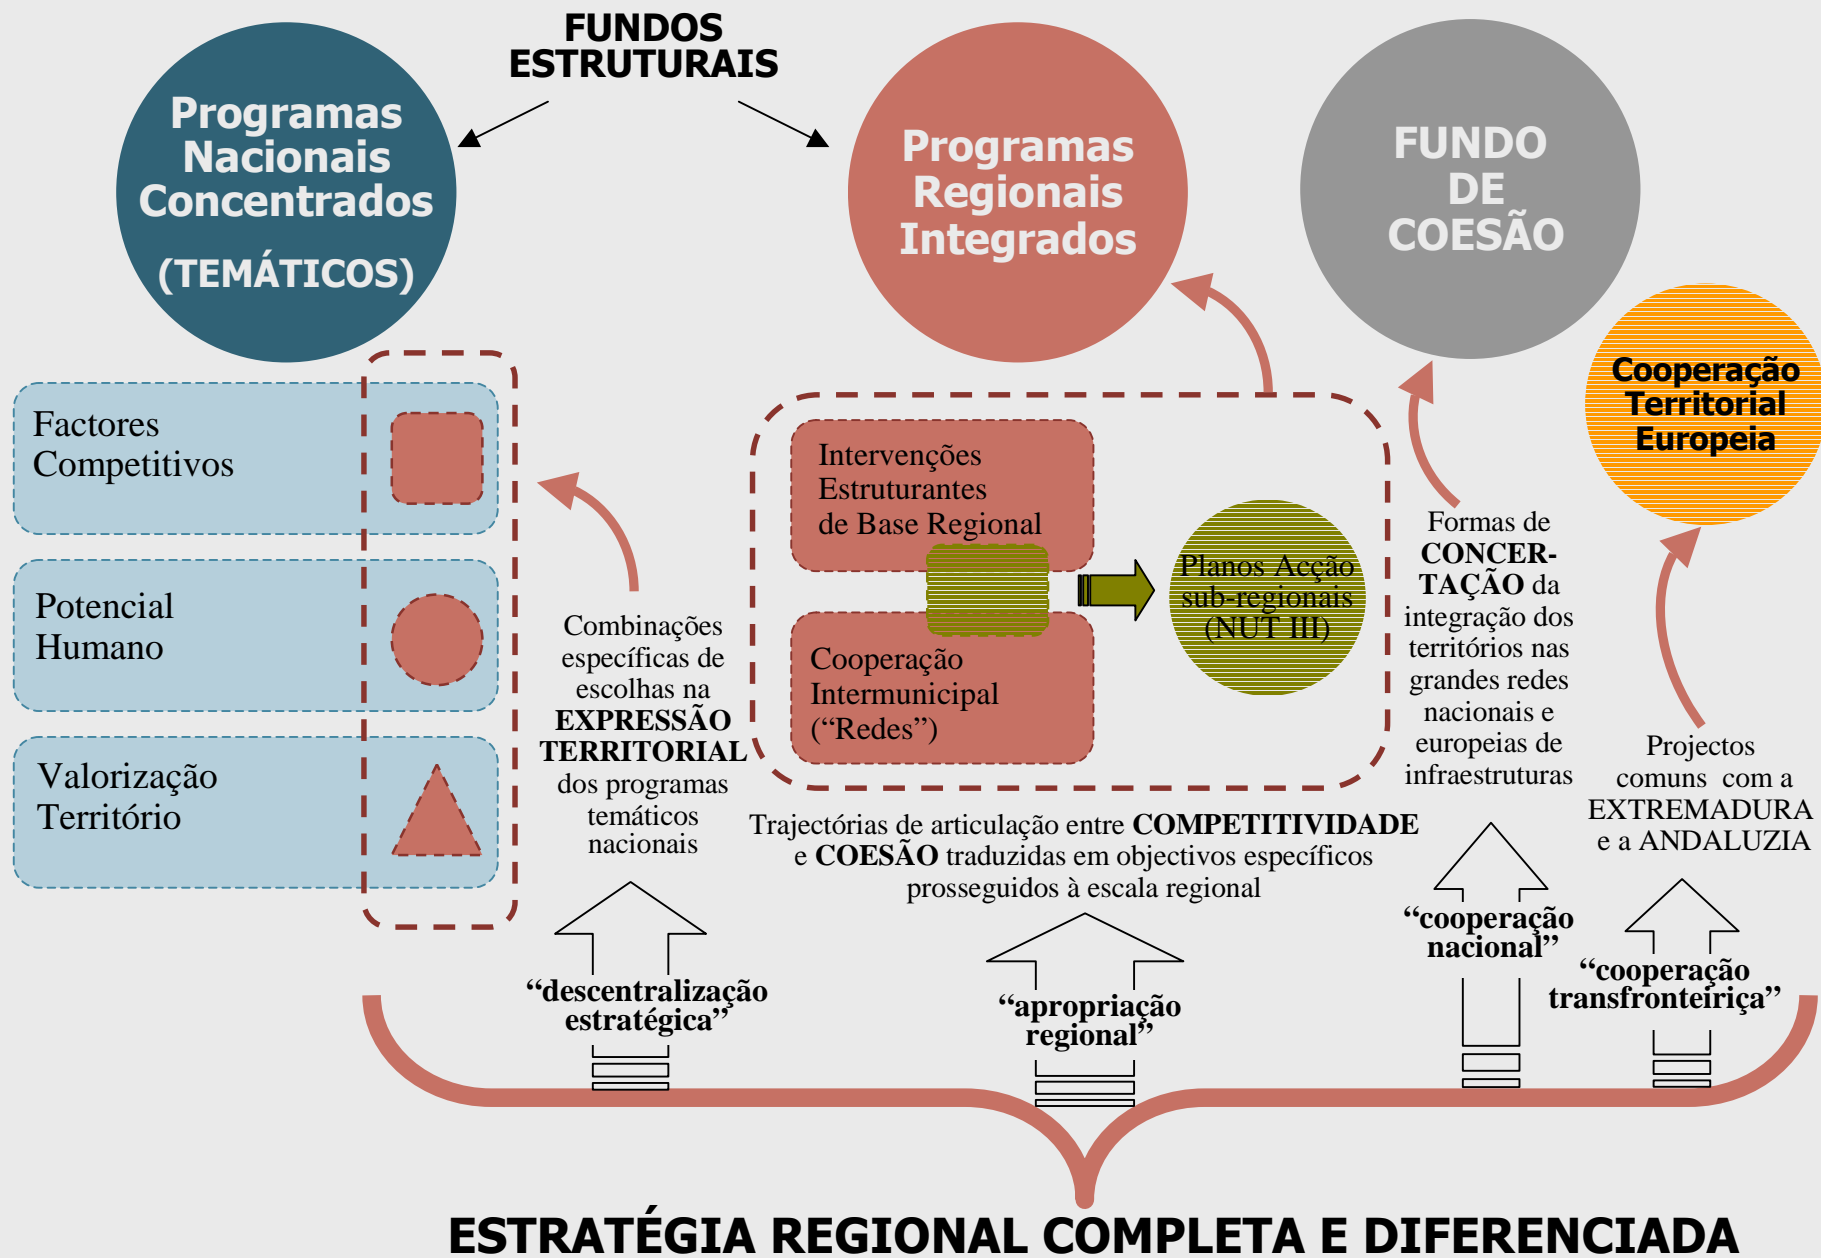 FUNDOS
ESTRUTURAIS
Programas
Nacionais
Concentrados
(TEMÁTICOS)
Programas
Regionais
Integrados
FUNDO
DE
COESÃO
Cooperação
Territorial
Europeia
Factores
Competitivos
Potencial
Humano
Valorização
Território
Combinações
específicas de
escolhas na
EXPRESSÃO
TERRITORIAL
dos programas
temáticos
nacionais
Intervenções
Estruturantes
de Base Regional
Cooperação
Intermunicipal
(“Redes”)
Planos Acção
sub-regionais
(NUT III)
Trajectórias de articulação entre COMPETITIVIDADE
e COESÃO traduzidas em objectivos específicos
prosseguidos à escala regional
Formas de
CONCER-
TAÇÃO da
integração dos
territórios nas
grandes redes
nacionais e
europeias de
infraestruturas
Projectos
comuns com a
EXTREMADURA
e a ANDALUZIA
“descentralização
estratégica”
“apropriação
regional”
“cooperação
nacional”
“cooperação
transfronteiriça”
ESTRATÉGIA REGIONAL COMPLETA E DIFERENCIADA